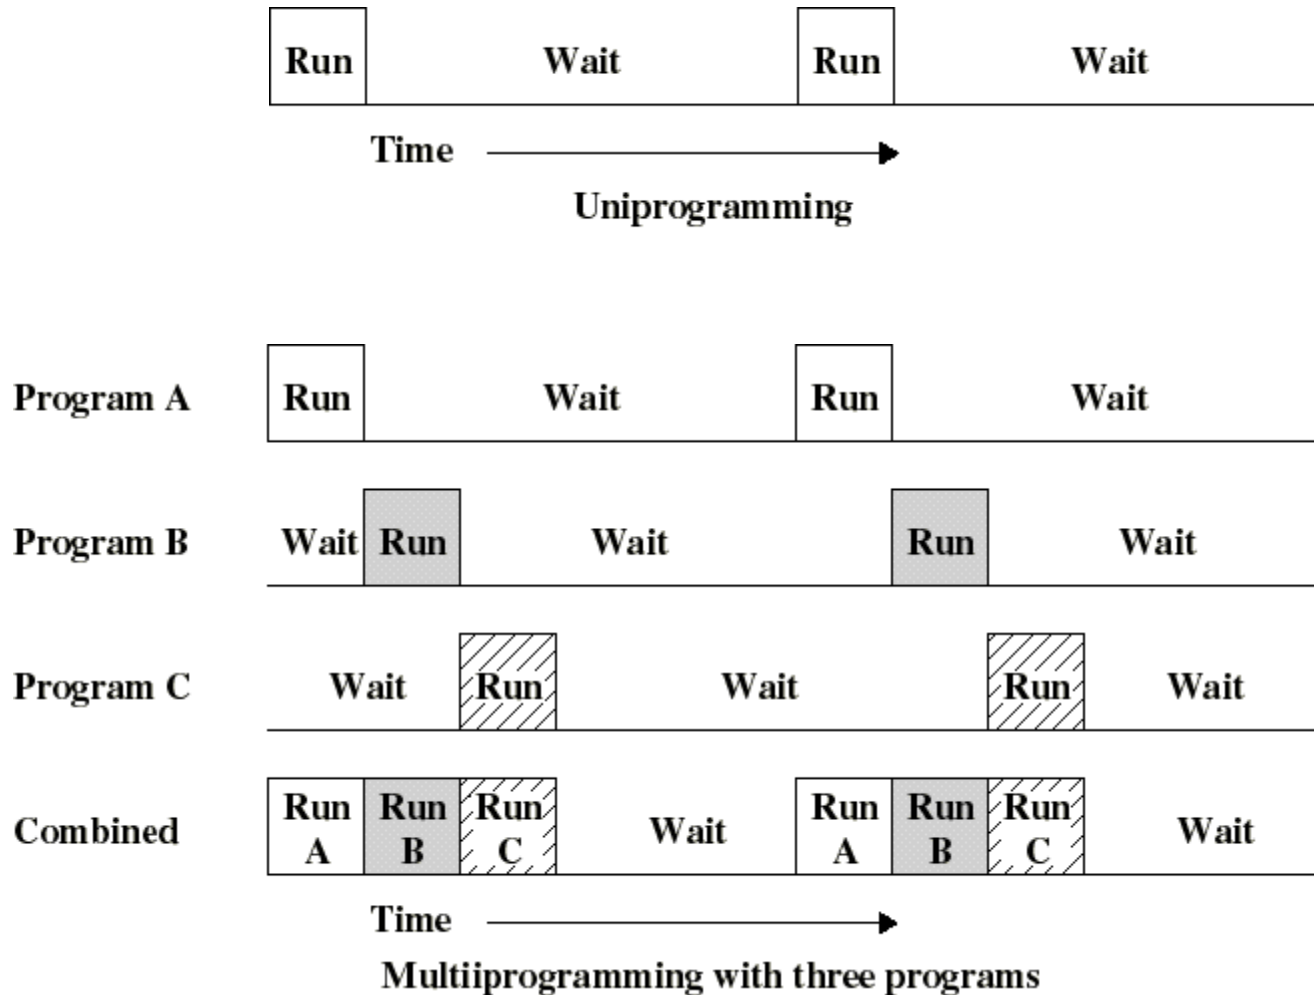 Run Wait Run Wait
Time
Uniprogramming
Program A Run Wait Run Wait
Program B Wait Run Wait Run Wait
Program C Wait Run Wait Run Wait
Run Run Run Run Run Run
Combined Wait Wait
A B C A B C
Time
Multiiprogramming with three programs